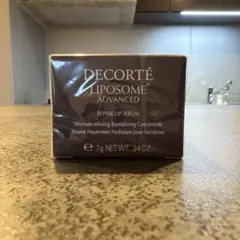 DECORTÉ
LIPOSOME
ADVANCED
REPAIR LIP SERUM
Moisture Infusing Revitalizing Concentrate
Baume Hautement Hydratant pour les Lèvres
℮ 7g NET WT. .24 OZ.